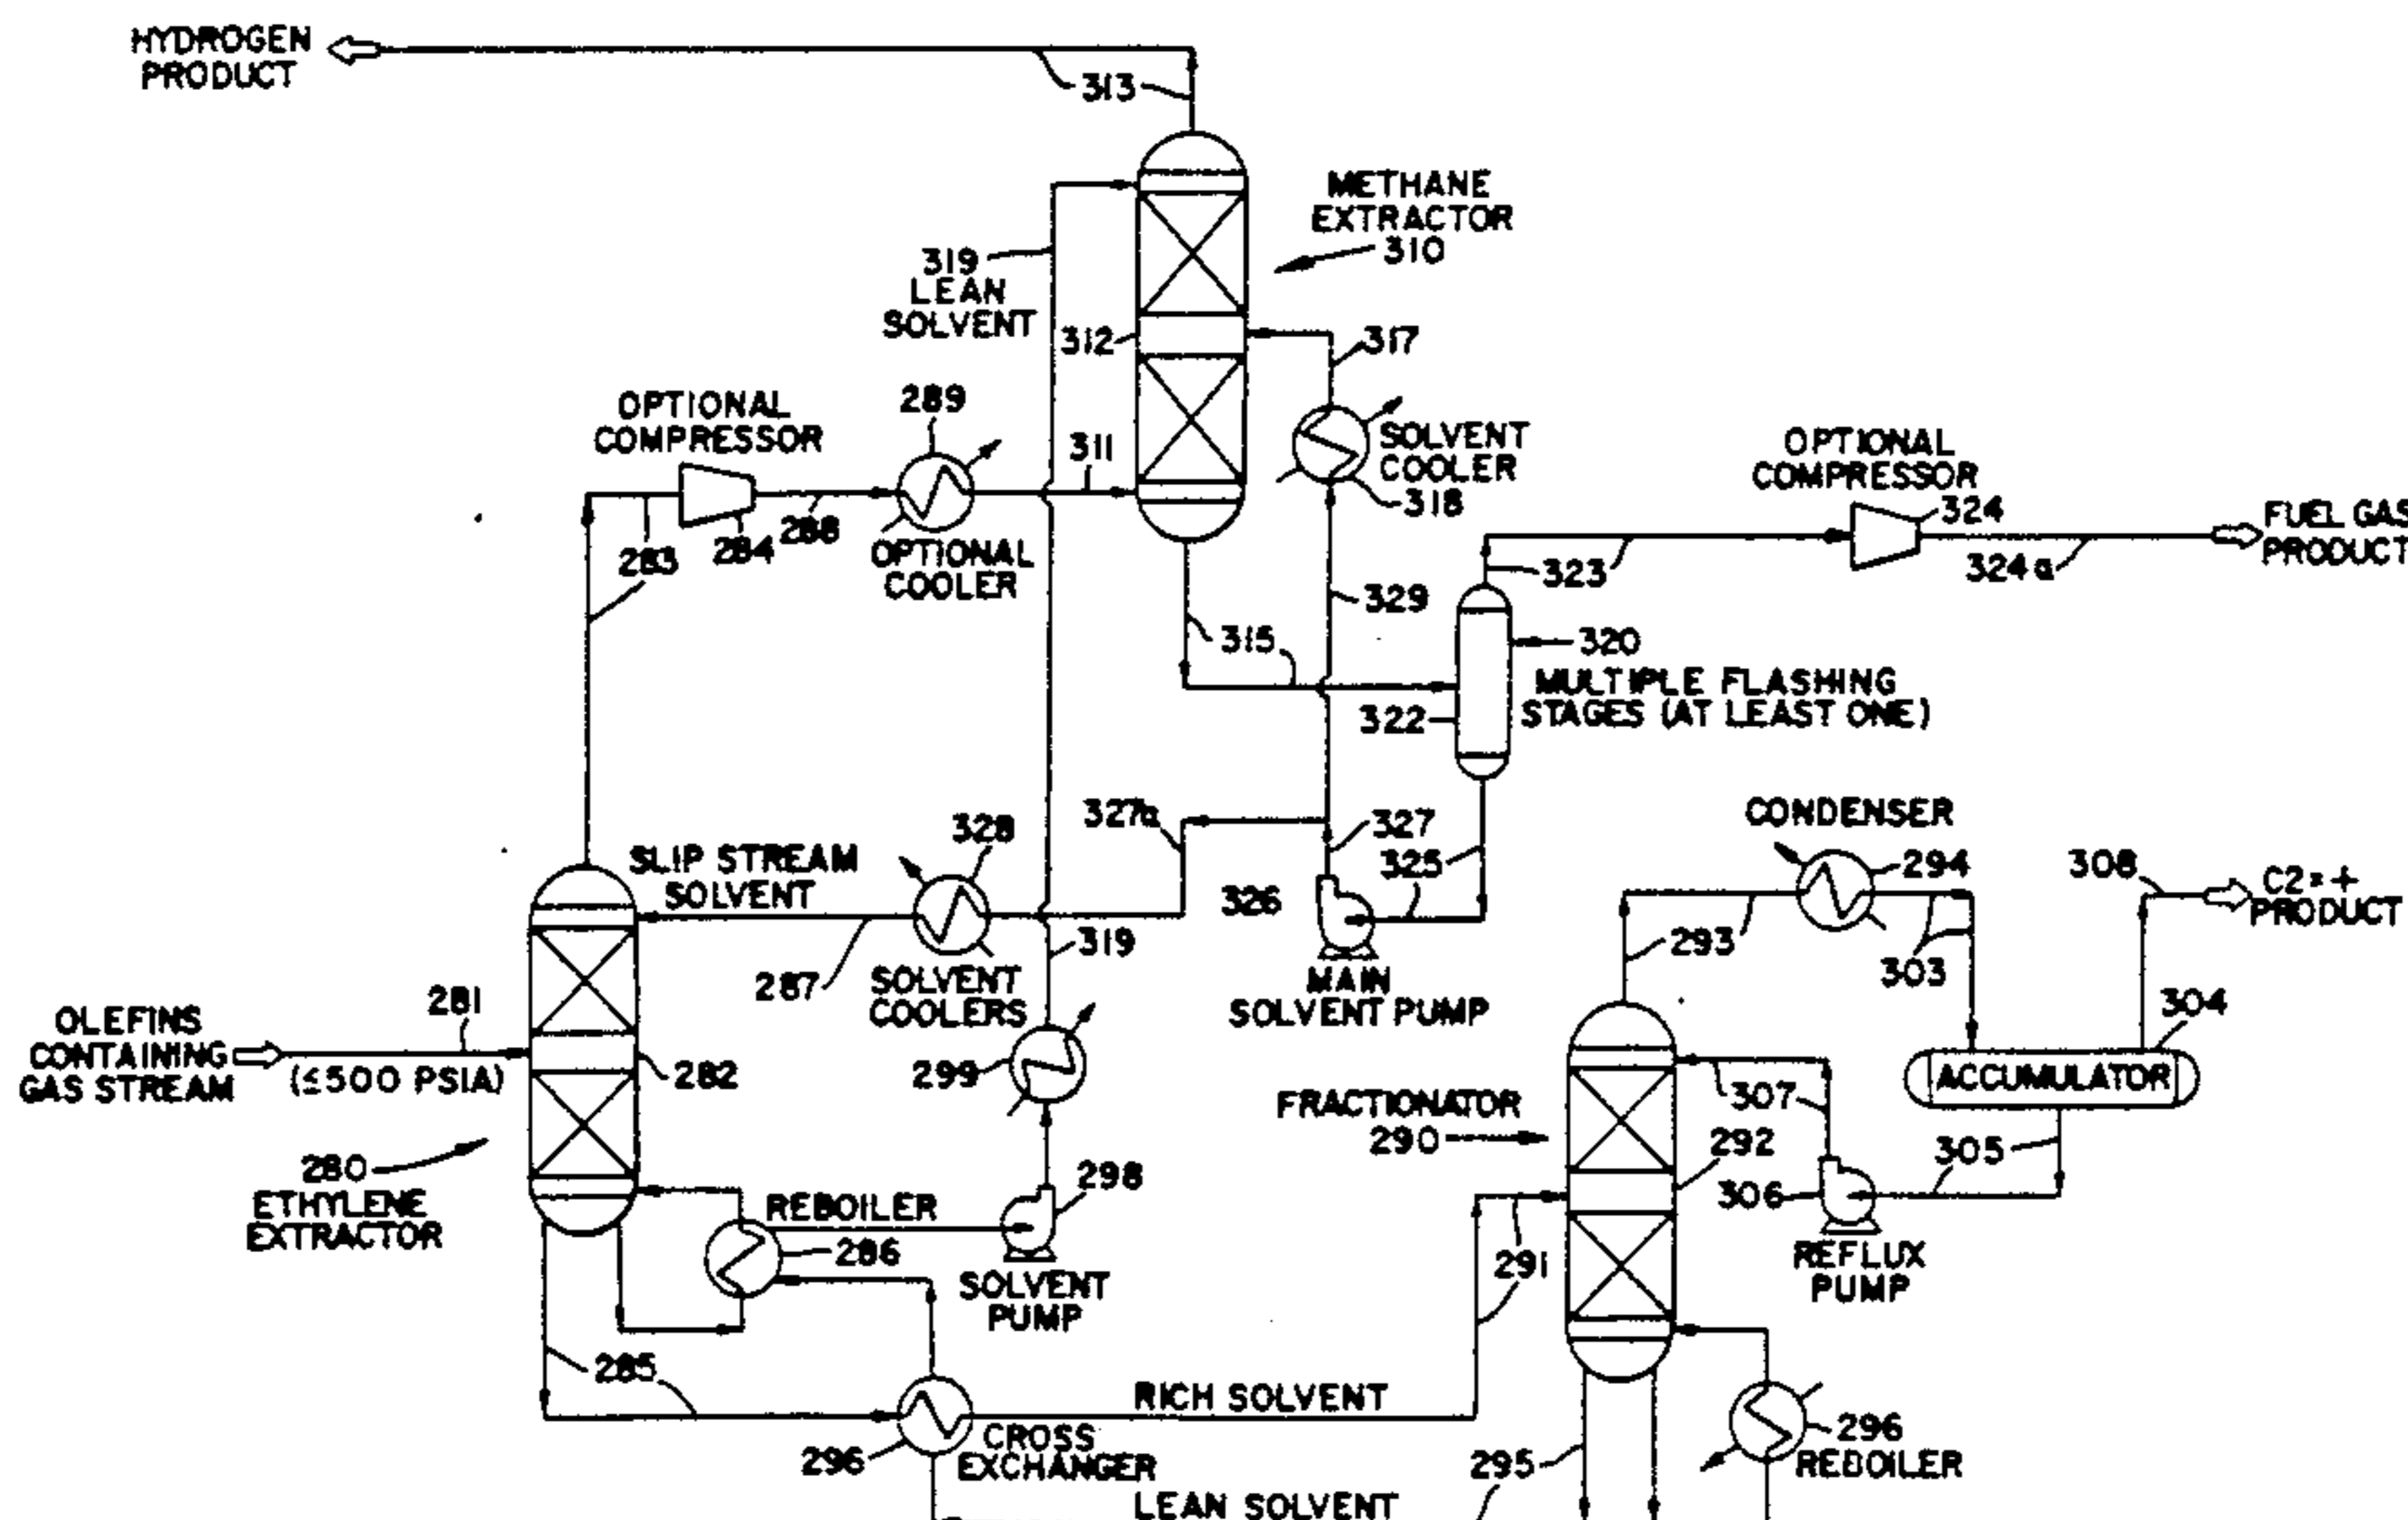 HYDROGEN
PRODUCT
313
METHANE
EXTRACTOR
310
319
LEAN
SOLVENT
312
317
OPTIONAL
COMPRESSOR
289
311
SOLVENT
COOLER
318
OPTIONAL
COMPRESSOR
324
FUEL GAS
PRODUCT
283
284
288
OPTIONAL
COOLER
323
324a
329
315
320
MULTIPLE FLASHING
STAGES (AT LEAST ONE)
322
327a
328
327
325
CONDENSER
294
308
C2=+
PRODUCT
SLIP STREAM
SOLVENT
326
293
303
319
287
SOLVENT
COOLERS
MAIN
SOLVENT PUMP
304
281
OLEFINS
CONTAINING
GAS STREAM
(≤500 PSIA)
282
299
ACCUMULATOR
307
FRACTIONATOR
290
292
305
280
ETHYLENE
EXTRACTOR
REBOILER
298
306
286
291
REFLUX
PUMP
SOLVENT
PUMP
285
RICH SOLVENT
296
CROSS
EXCHANGER
295
296
REBOILER
LEAN SOLVENT